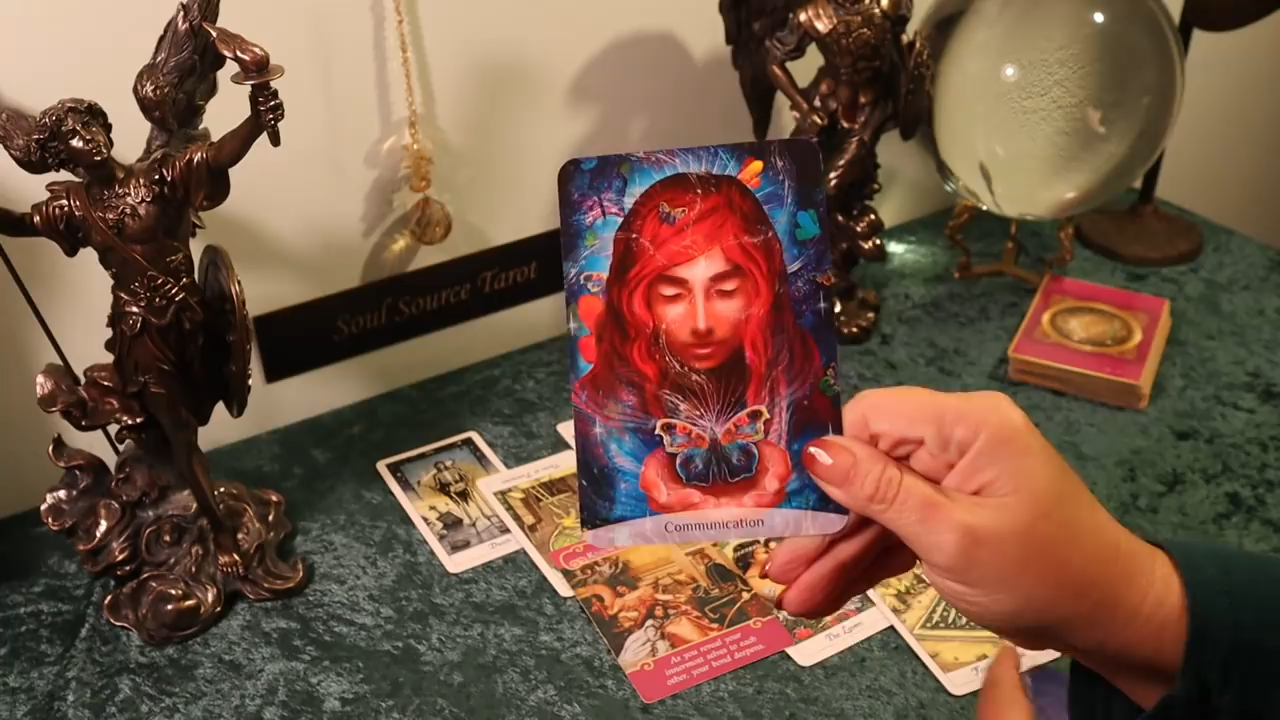 Soul Source Tarot
Communication
Death
As you reveal your
innermost selves to each
other, your bond deepens.
The Lovers